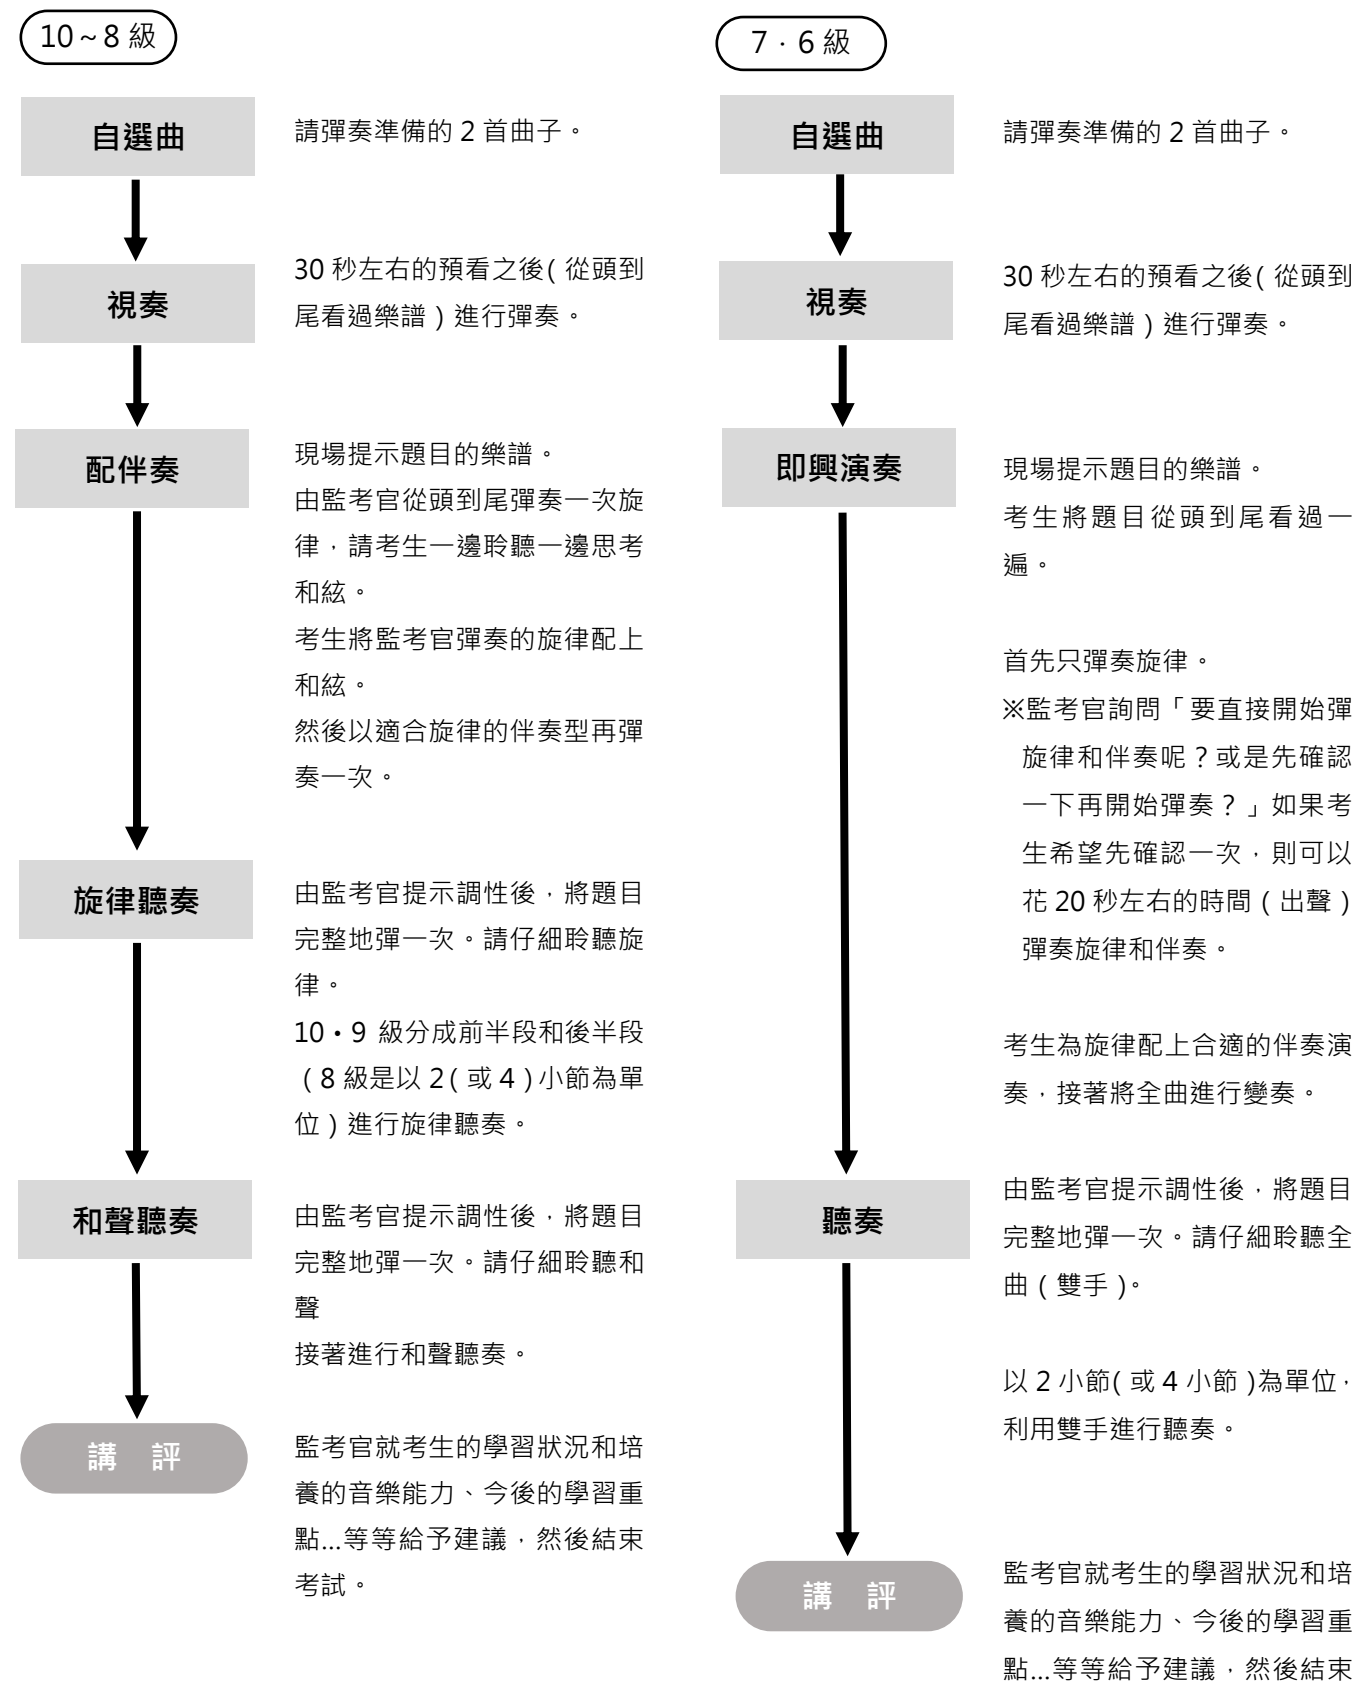 10~8 級
自選曲
請彈奏準備的 2 首曲子。
視奏
30 秒左右的預看之後(從頭到
尾看過樂譜)進行彈奏。
配伴奏
現場提示題目的樂譜。
由監考官從頭到尾彈奏一次旋
律，請考生一邊聆聽一邊思考
和絃。
考生將監考官彈奏的旋律配上
和絃。
然後以適合旋律的伴奏型再彈
奏一次。
旋律聽奏
由監考官提示調性後，將題目
完整地彈一次。請仔細聆聽旋
律。
10・9 級分成前半段和後半段
(8 級是以 2(或 4)小節為單
位)進行旋律聽奏。
和聲聽奏
由監考官提示調性後，將題目
完整地彈一次。請仔細聆聽和
聲
接著進行和聲聽奏。
講 評
監考官就考生的學習狀況和培
養的音樂能力、今後的學習重
點…等等給予建議，然後結束
考試。
7．6 級
自選曲
請彈奏準備的 2 首曲子。
視奏
30 秒左右的預看之後(從頭到
尾看過樂譜)進行彈奏。
即興演奏
現場提示題目的樂譜。
考生將題目從頭到尾看過一
遍。
首先只彈奏旋律。
※監考官詢問「要直接開始彈
旋律和伴奏呢？或是先確認
一下再開始彈奏？」如果考
生希望先確認一次，則可以
花 20 秒左右的時間(出聲)
彈奏旋律和伴奏。
考生為旋律配上合適的伴奏演
奏，接著將全曲進行變奏。
聽奏
由監考官提示調性後，將題目
完整地彈一次。請仔細聆聽全
曲(雙手)。
以 2 小節(或 4 小節)為單位，
利用雙手進行聽奏。
講 評
監考官就考生的學習狀況和培
養的音樂能力、今後的學習重
點…等等給予建議，然後結束